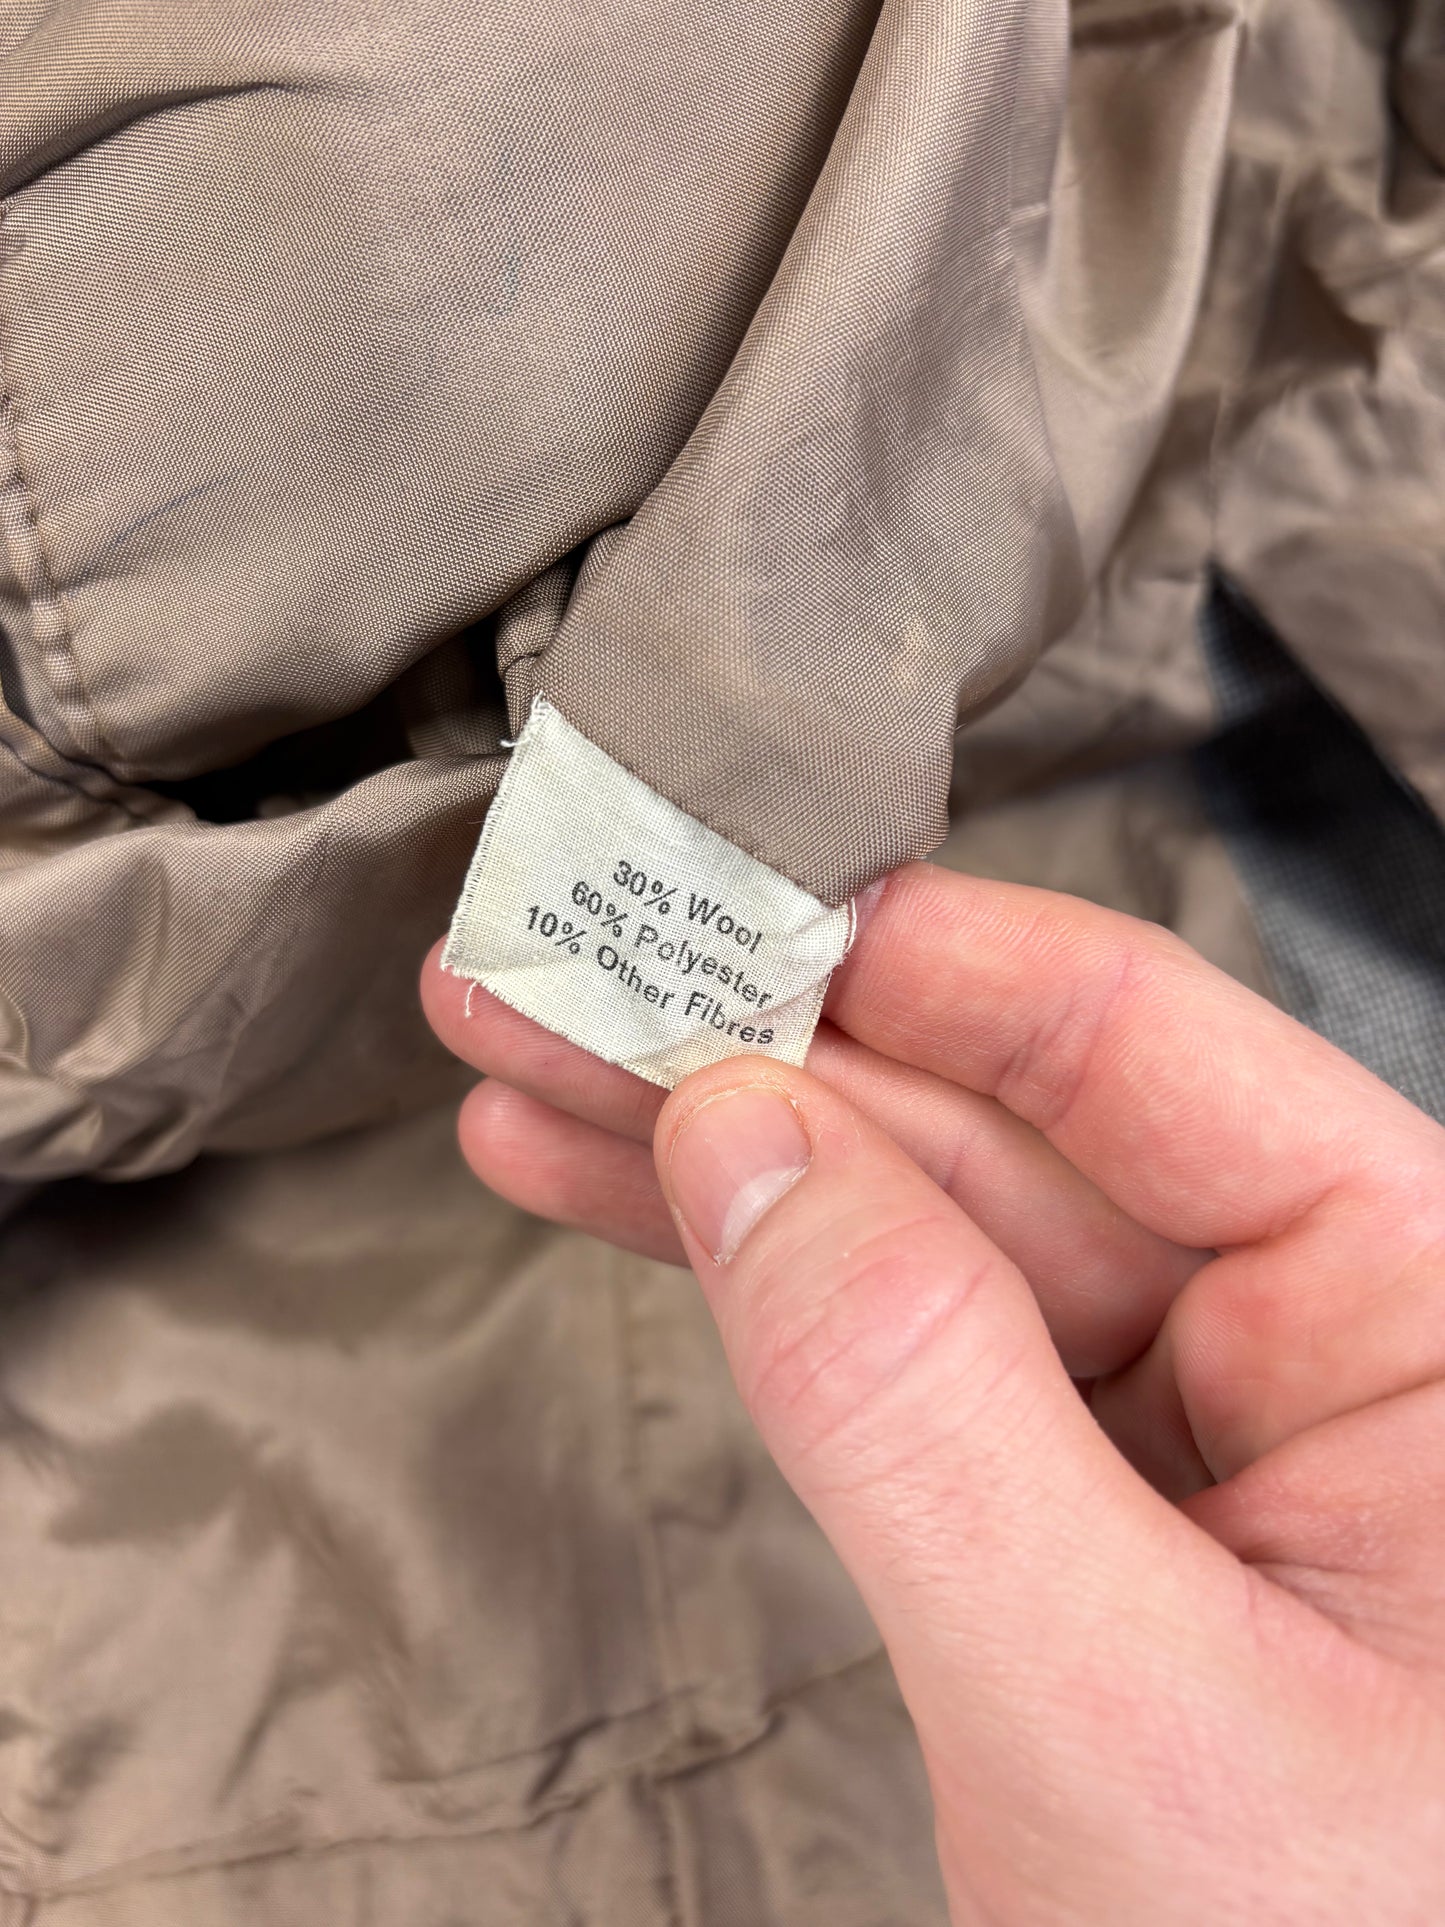 30% Wool
60% Polyester
10% Other Fibres